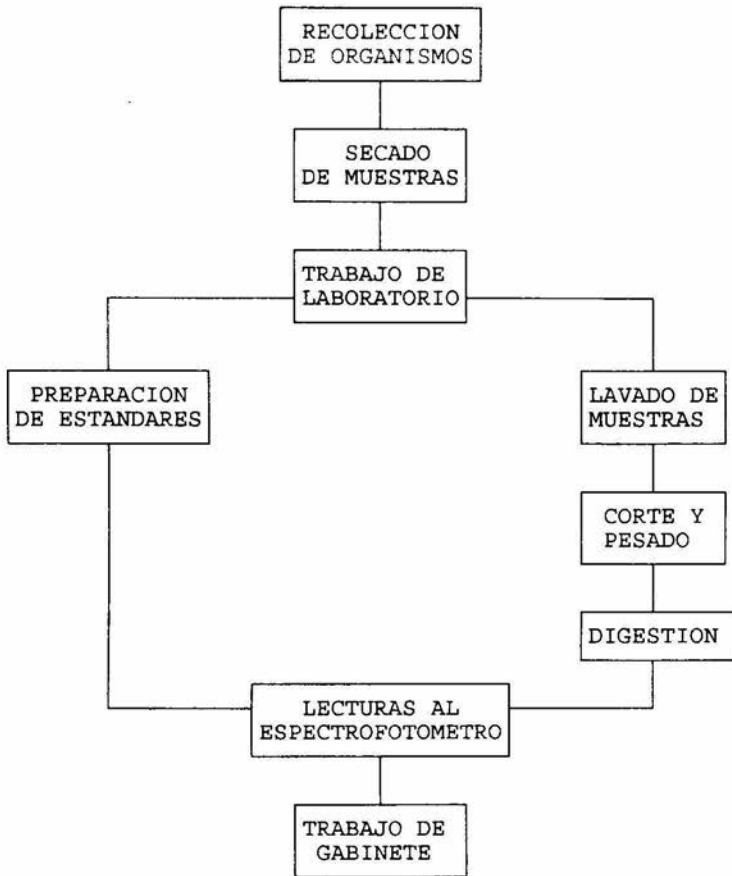 RECOLECCION
DE ORGANISMOS
SECADO
DE MUESTRAS
TRABAJO DE
LABORATORIO
PREPARACION
DE ESTANDARES
LAVADO DE
MUESTRAS
CORTE Y
PESADO
DIGESTION
LECTURAS AL
ESPECTROFOTOMETRO
TRABAJO DE
GABINETE